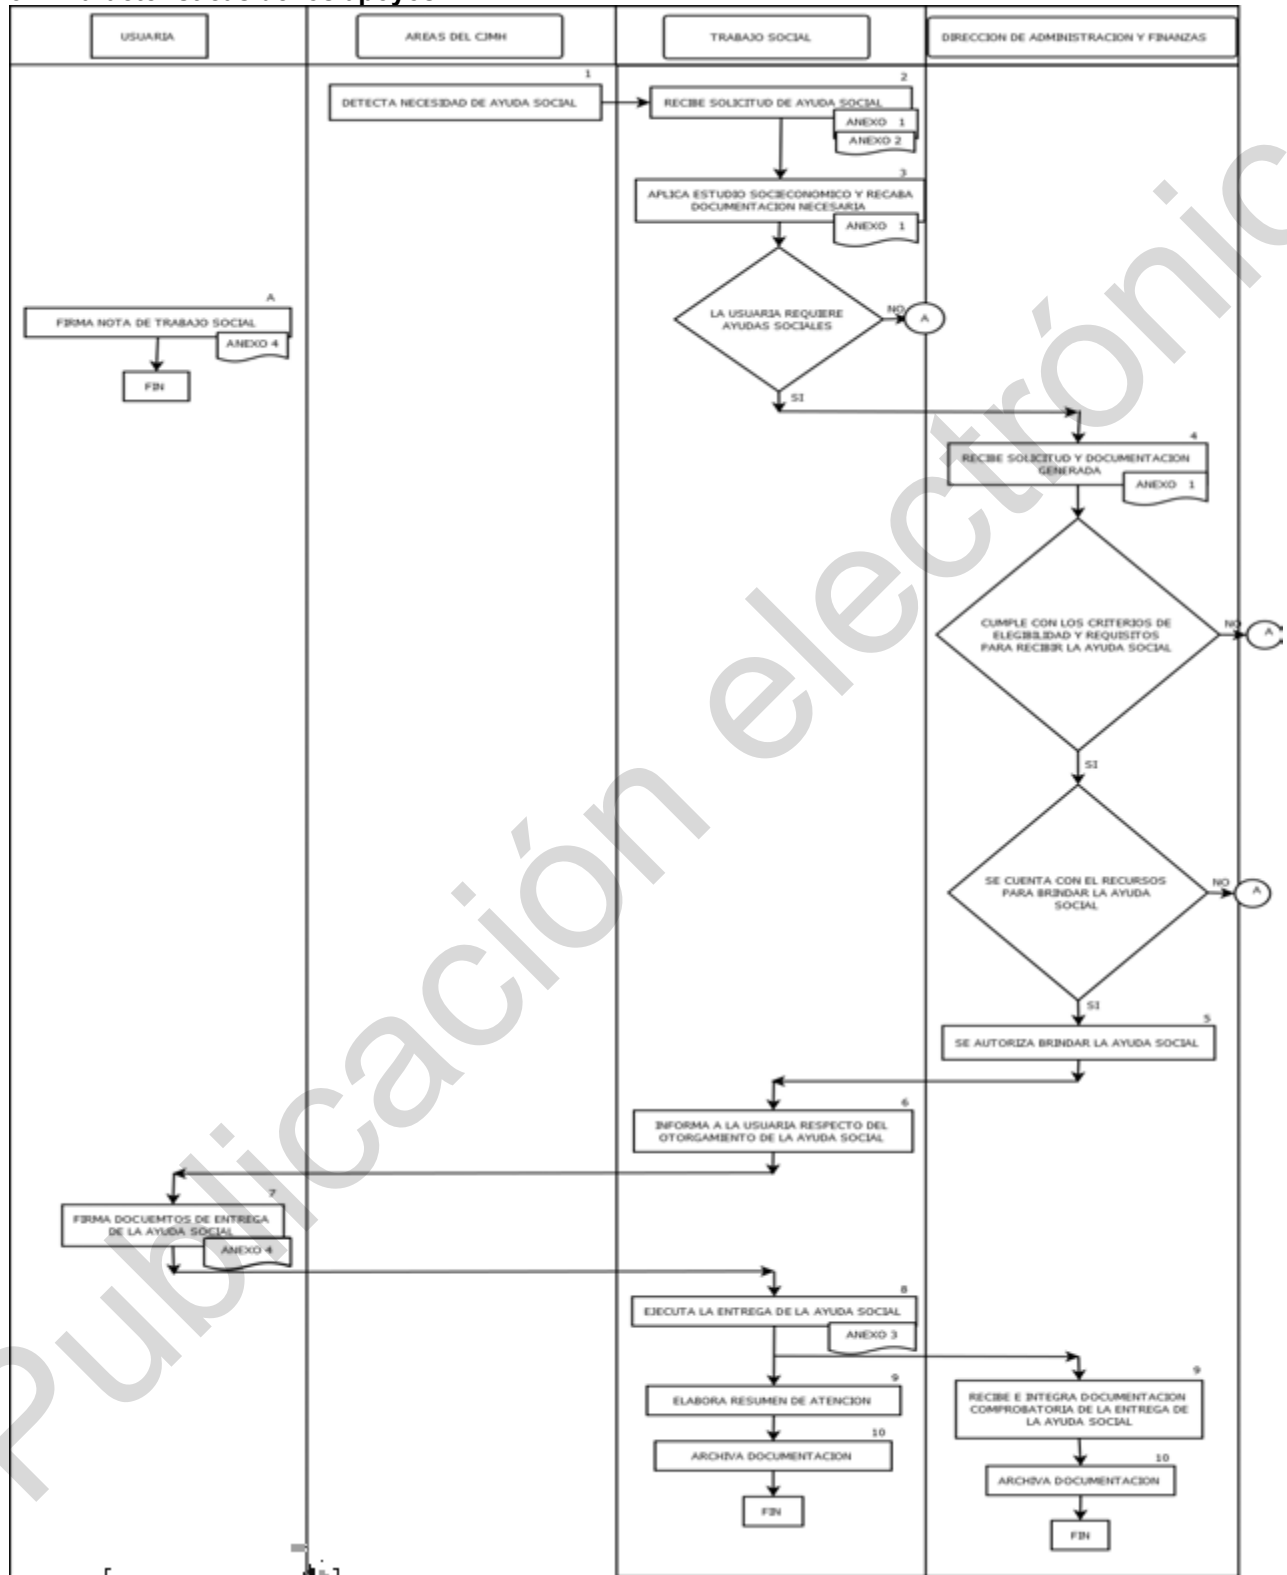 USUARIA
AREAS DEL CJMH
TRABAJO SOCIAL
DIRECCION DE ADMINISTRACION Y FINANZAS
1
DETECTA NECESIDAD DE AYUDA SOCIAL
2
RECIBE SOLICITUD DE AYUDA SOCIAL
ANEXO 1
ANEXO 2
3
APLICA ESTUDIO SOCIECONOMICO Y RECABA
DOCUMENTACION NECESARIA
ANEXO 1
LA USUARIA REQUIERE
AYUDAS SOCIALES
NO
A
SI
A
FIRMA NOTA DE TRABAJO SOCIAL
ANEXO 4
FIN
4
RECIBE SOLICITUD Y DOCUMENTACION
GENERADA
ANEXO 1
CUMPLE CON LOS CRITERIOS DE
ELEGIBILIDAD Y REQUISITOS
PARA RECIBIR LA AYUDA SOCIAL
NO
A
SI
SE CUENTA CON EL RECURSOS
PARA BRINDAR LA AYUDA
SOCIAL
NO
A
SI
5
SE AUTORIZA BRINDAR LA AYUDA SOCIAL
6
INFORMA A LA USUARIA RESPECTO DEL
OTORGAMIENTO DE LA AYUDA SOCIAL
7
FIRMA DOCUEMTOS DE ENTREGA
DE LA AYUDA SOCIAL
ANEXO 4
8
EJECUTA LA ENTREGA DE LA AYUDA SOCIAL
ANEXO 3
9
ELABORA RESUMEN DE ATENCION
10
ARCHIVA DOCUMENTACION
FIN
9
RECIBE E INTEGRA DOCUMENTACION
COMPROBATORIA DE LA ENTREGA DE
LA AYUDA SOCIAL
10
ARCHIVA DOCUMENTACION
FIN
Publicación electrónic